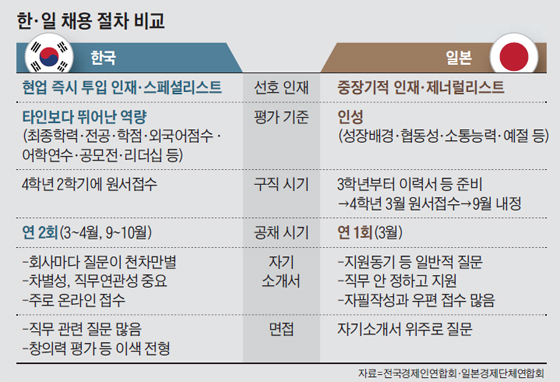 한·일 채용 절차 비교
한국 일본
현업 즉시 투입 인재·스페셜리스트 선호 인재 중장기적 인재·제너럴리스트
타인보다 뛰어난 역량 평가 기준 인성
(최종학력·전공·학점·외국어점수· (성장배경·협동성·소통능력·예절 등)
어학연수·공모전·리더십 등)
4학년 2학기에 원서접수 구직 시기 3학년부터 이력서 등 준비
→4학년 3월 원서접수→9월 내정
연 2회(3~4월, 9~10월) 공채 시기 연 1회(3월)
-회사마다 질문이 천차만별 자기 -지원동기 등 일반적 질문
-차별성, 직무연관성 중요 소개서 -직무 안 정하고 지원
-주로 온라인 접수 -자필작성과 우편 접수 많음
-직무 관련 질문 많음 면접 자기소개서 위주로 질문
-창의력 평가 등 이색 전형
자료=전국경제인연합회·일본경제단체연합회